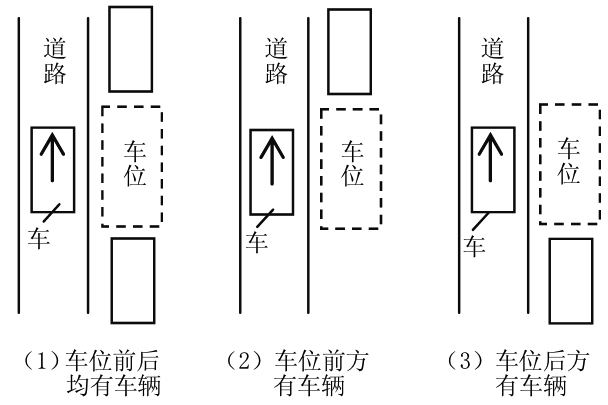 道路
车位
车
(1)车位前后
均有车辆
道路
车位
车
(2)车位前方
有车辆
道路
车位
车
(3)车位后方
有车辆